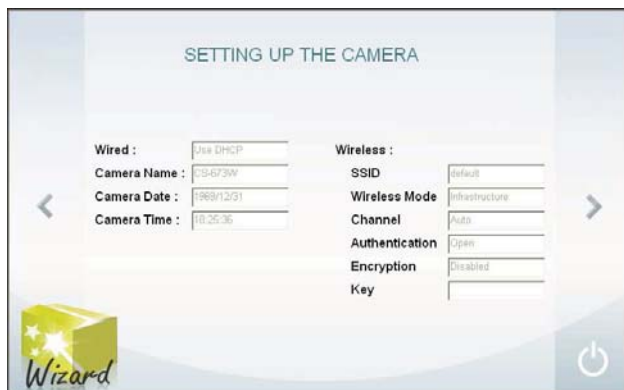 SETTING UP THE CAMERA
Wired : Use DHCP
Camera Name : CS-673W
Camera Date : 1969/12/31
Camera Time : 18:25:36
Wireless :
SSID default
Wireless Mode Infrastructure
Channel Auto
Authentication Open
Encryption Disabled
Key
Wizard